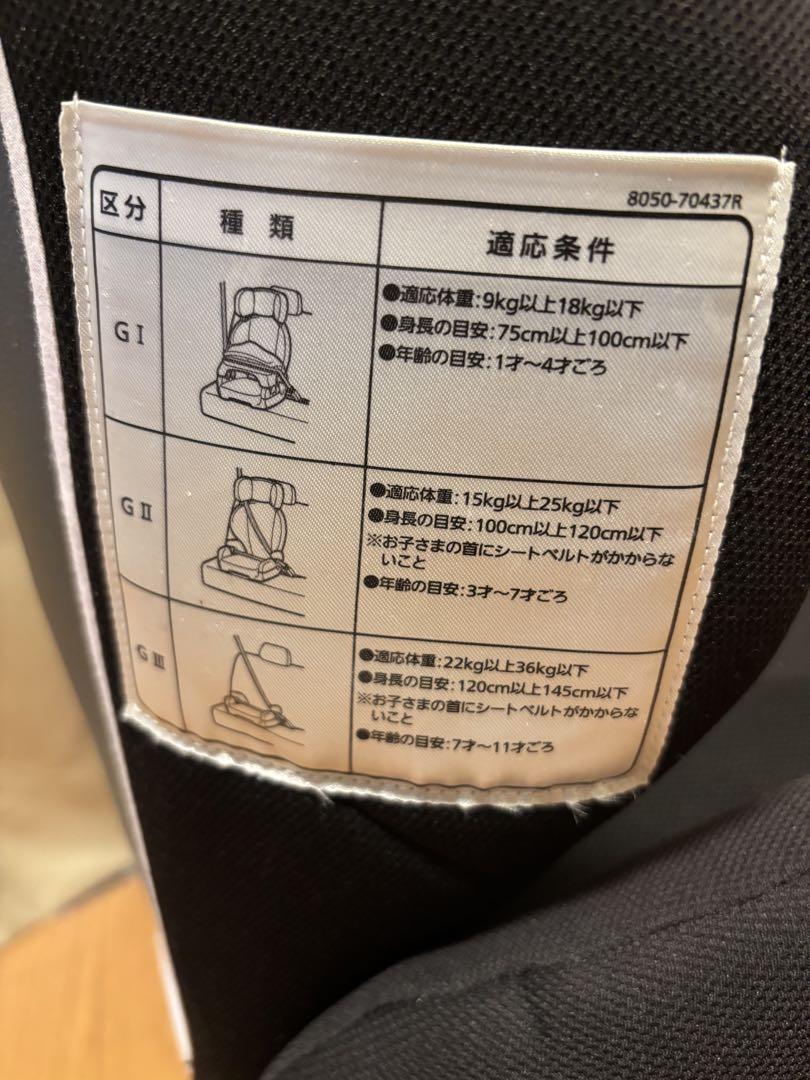 8050-70437R
区分
種類
適応条件
GⅠ
●適応体重:9kg以上18kg以下
●身長の目安:75cm以上100cm以下
●年齢の目安:1才～4才ごろ
GⅡ
●適応体重:15kg以上25kg以下
●身長の目安:100cm以上120cm以下
※お子さまの首にシートベルトがかからな
いこと
●年齢の目安:3才～7才ごろ
GⅢ
●適応体重:22kg以上36kg以下
●身長の目安:120cm以上145cm以下
※お子さまの首にシートベルトがかからな
いこと
●年齢の目安:7才～11才ごろ